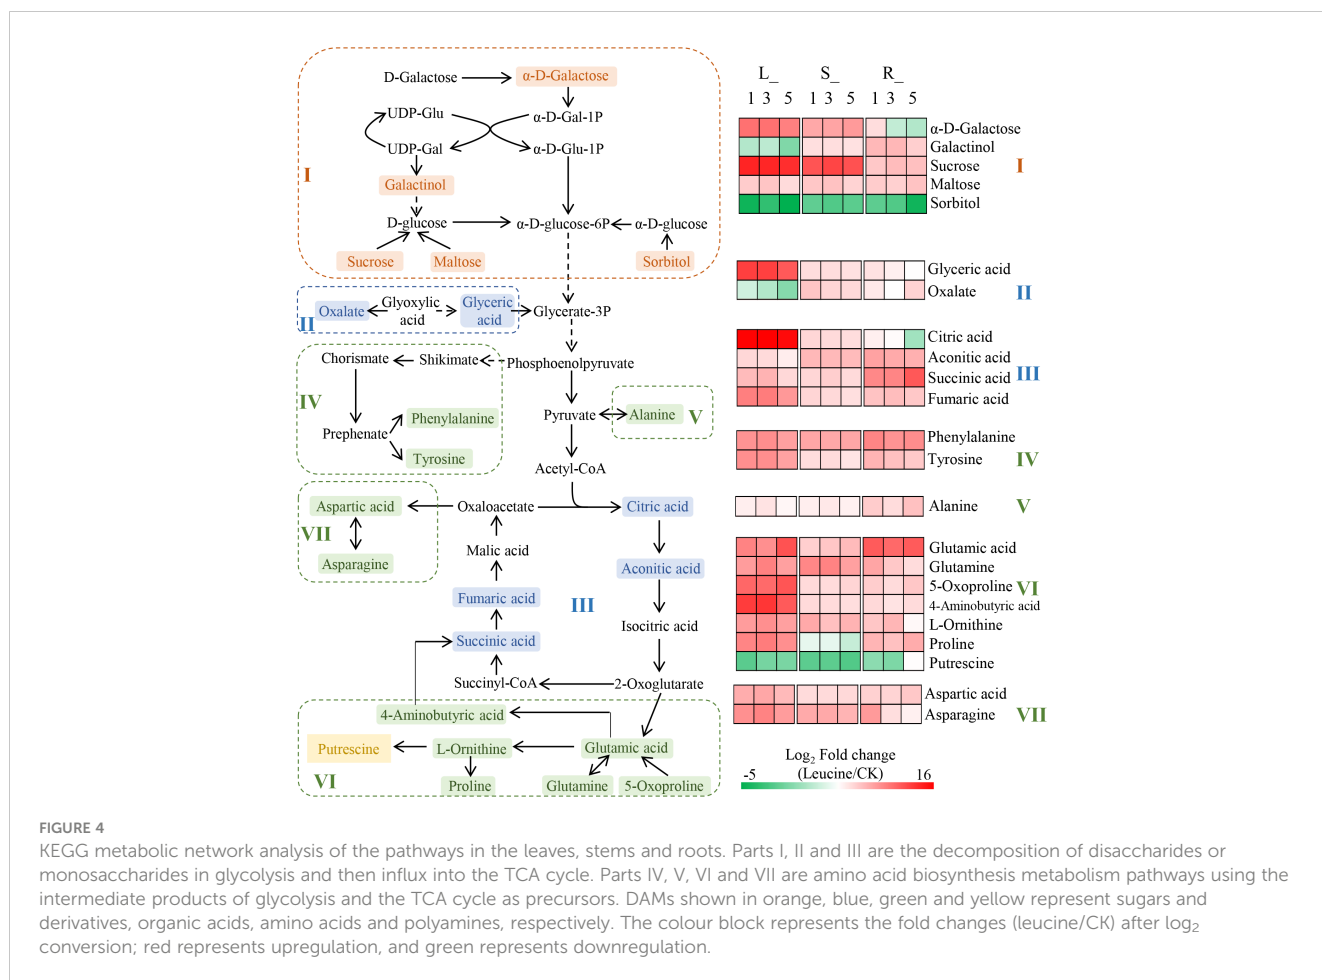 D-Galactose
α-D-Galactose
UDP-Glu
α-D-Gal-1P
UDP-Gal
α-D-Glu-1P
I
Galactinol
D-glucose
α-D-glucose-6P
α-D-glucose
Sucrose
Maltose
Sorbitol
Oxalate
Glyoxylic
acid
Glyceric
acid
Glycerate-3P
II
Chorismate
Shikimate
Phosphoenolpyruvate
IV
Prephenate
Phenylalanine
Tyrosine
Pyruvate
Alanine
V
Acetyl-CoA
Aspartic acid
Oxaloacetate
Citric acid
VII
Asparagine
Malic acid
Aconitic acid
Fumaric acid
III
Isocitric acid
Succinic acid
Succinyl-CoA
2-Oxoglutarate
4-Aminobutyric acid
Putrescine
L-Ornithine
Glutamic acid
VI
Proline
Glutamine
5-Oxoproline
L_ S_ R_
1 3 5 1 3 5 1 3 5
α-D-Galactose
Galactinol
Sucrose
I
Maltose
Sorbitol
Glyceric acid
Oxalate
II
Citric acid
Aconitic acid
Succinic acid
III
Fumaric acid
Phenylalanine
Tyrosine
IV
Alanine
V
Glutamic acid
Glutamine
5-Oxoproline
VI
4-Aminobutyric acid
L-Ornithine
Proline
Putrescine
Aspartic acid
Asparagine
VII
Log₂ Fold change
(Leucine/CK)
-5 16
FIGURE 4
KEGG metabolic network analysis of the pathways in the leaves, stems and roots. Parts I, II and III are the decomposition of disaccharides or
monosaccharides in glycolysis and then influx into the TCA cycle. Parts IV, V, VI and VII are amino acid biosynthesis metabolism pathways using the
intermediate products of glycolysis and the TCA cycle as precursors. DAMs shown in orange, blue, green and yellow represent sugars and
derivatives, organic acids, amino acids and polyamines, respectively. The colour block represents the fold changes (leucine/CK) after log₂
conversion; red represents upregulation, and green represents downregulation.